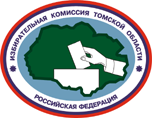 ИЗБИРАТЕЛЬНАЯ КОМИССИЯ ТОМСКОЙ ОБЛАСТИ
РОССИЙСКАЯ ФЕДЕРАЦИЯ